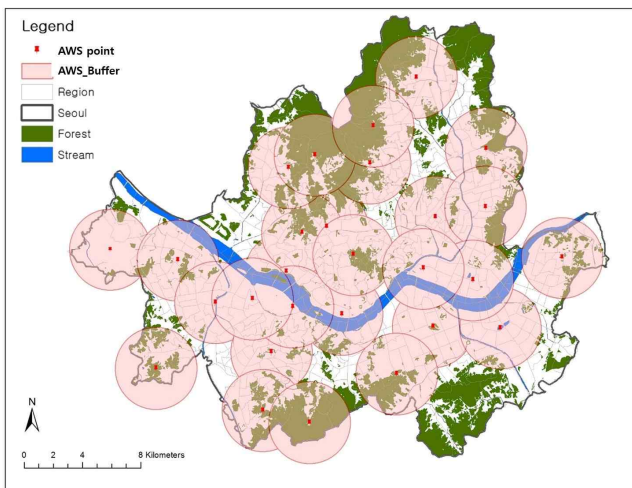 Legend
AWS point
AWS_Buffer
Region
Seoul
Forest
Stream
N
0 2 4 8 Kilometers